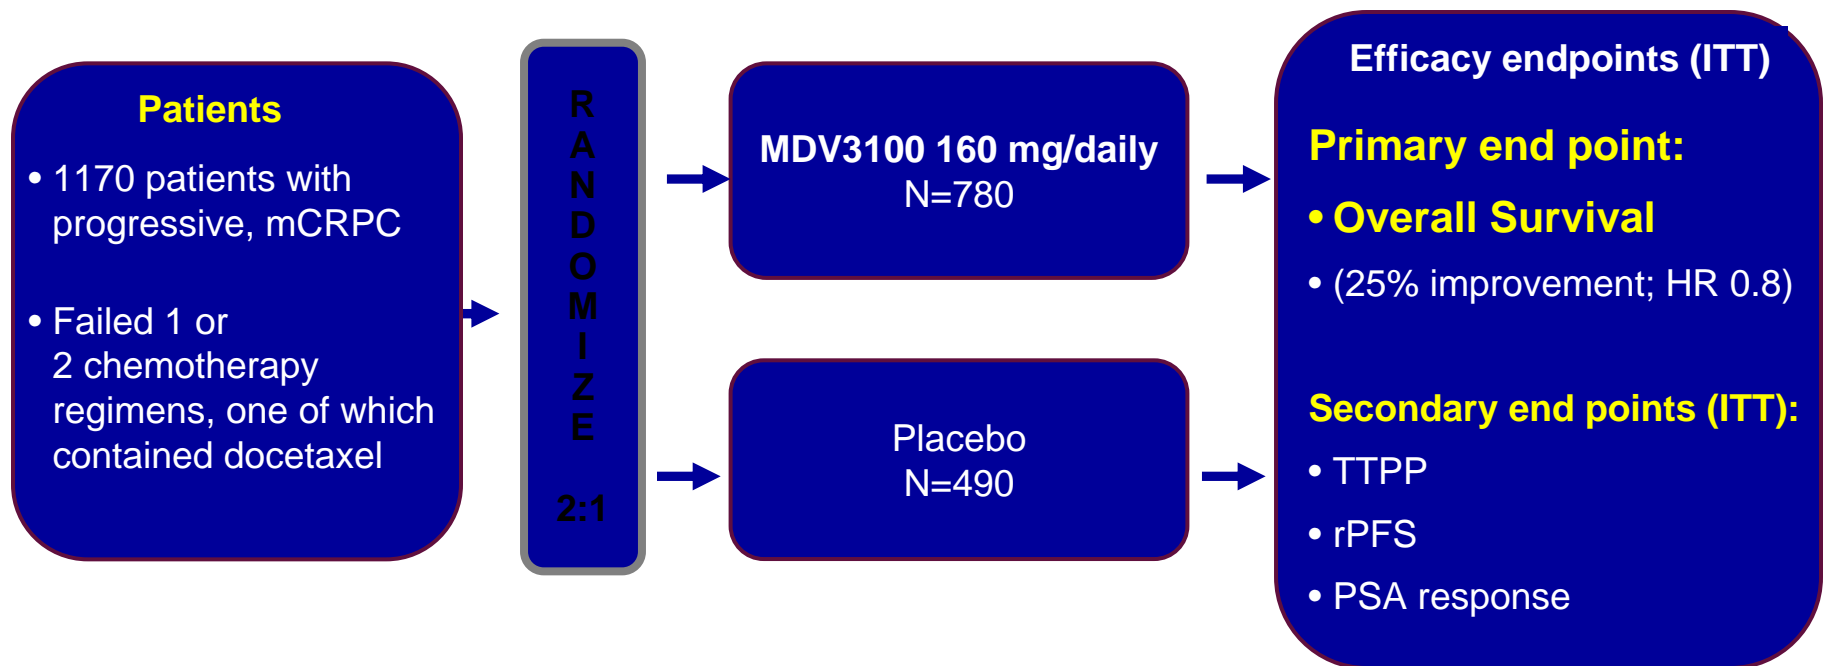 Patients
• 1170 patients with
progressive, mCRPC
• Failed 1 or
2 chemotherapy
regimens, one of which
contained docetaxel
R
A
N
D
O
M
I
Z
E
2:1
MDV3100 160 mg/daily
N=780
Placebo
N=490
Efficacy endpoints (ITT)
Primary end point:
• Overall Survival
• (25% improvement; HR 0.8)
Secondary end points (ITT):
• TTPP
• rPFS
• PSA response